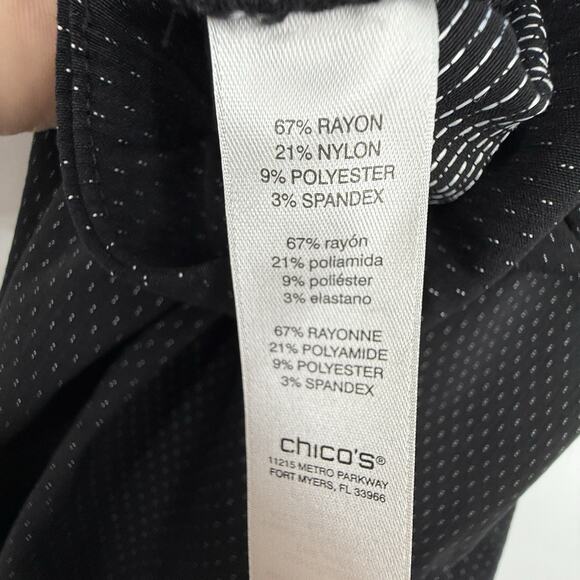 67% RAYON
21% NYLON
9% POLYESTER
3% SPANDEX
67% rayón
21% poliamida
9% poliéster
3% elastano
67% RAYONNE
21% POLYAMIDE
9% POLYESTER
3% SPANDEX
chico's®
11215 METRO PARKWAY
FORT MYERS, FL 33966